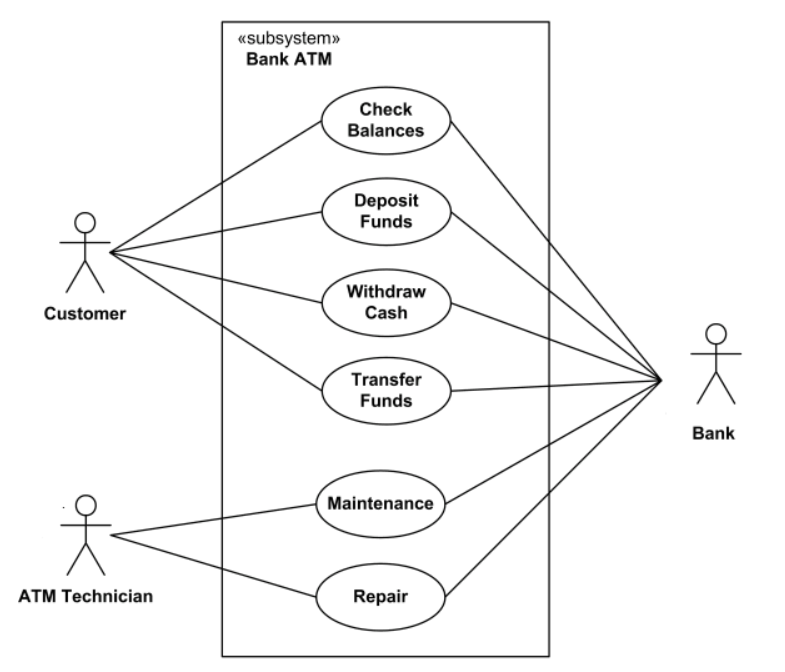 «subsystem»
Bank ATM
Check
Balances
Deposit
Funds
Withdraw
Cash
Customer
Transfer
Funds
Bank
Maintenance
ATM Technician
Repair